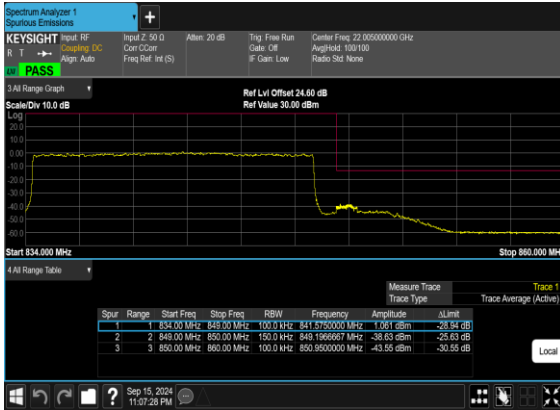 Spectrum Analyzer 1
Spurious Emissions
KEYSIGHT Input: RF Input Z: 50 Ω Atten: 20 dB Trig: Free Run Center Freq: 22.005000000 GHz
R T Coupling: DC Corr CCorr Gate: Off Avg|Hold: 100/100
Align: Auto Freq Ref: Int (S) IF Gain: Low Radio Std: None
PASS
3 All Range Graph
Ref Lvl Offset 24.60 dB
Scale/Div 10.0 dB Ref Value 30.00 dBm
Log
20.0
10.0
0.00
-10.0
-20.0
-30.0
-40.0
-50.0
-60.0
Start 834.000 MHz Stop 860.000 MH
4 All Range Table
Measure Trace Trace 1
Trace Type Trace Average (Active)
Spur Range Start Freq Stop Freq RBW Frequency Amplitude ΔLimit
1 1 834.00 MHz 849.00 MHz 100.0 kHz 841.5750000 MHz 1.061 dBm -28.94 dB
2 2 849.00 MHz 850.00 MHz 150.0 kHz 849.1966667 MHz -38.63 dBm -25.63 dB
3 3 850.00 MHz 860.00 MHz 100.0 kHz 850.9500000 MHz -43.55 dBm -30.55 dB
Local
Sep 15, 2024
11:07:28 PM